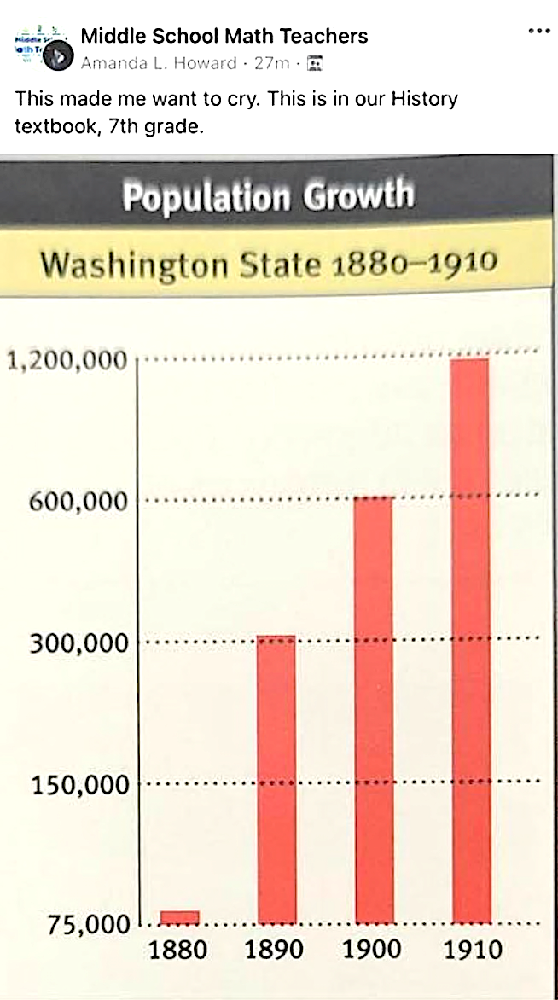 Middle School Math Teachers
Amanda L. Howard · 27m ·
This made me want to cry. This is in our History
textbook, 7th grade.
Population Growth
Washington State 1880–1910
1,200,000
600,000
300,000
150,000
75,000
1880 1890 1900 1910